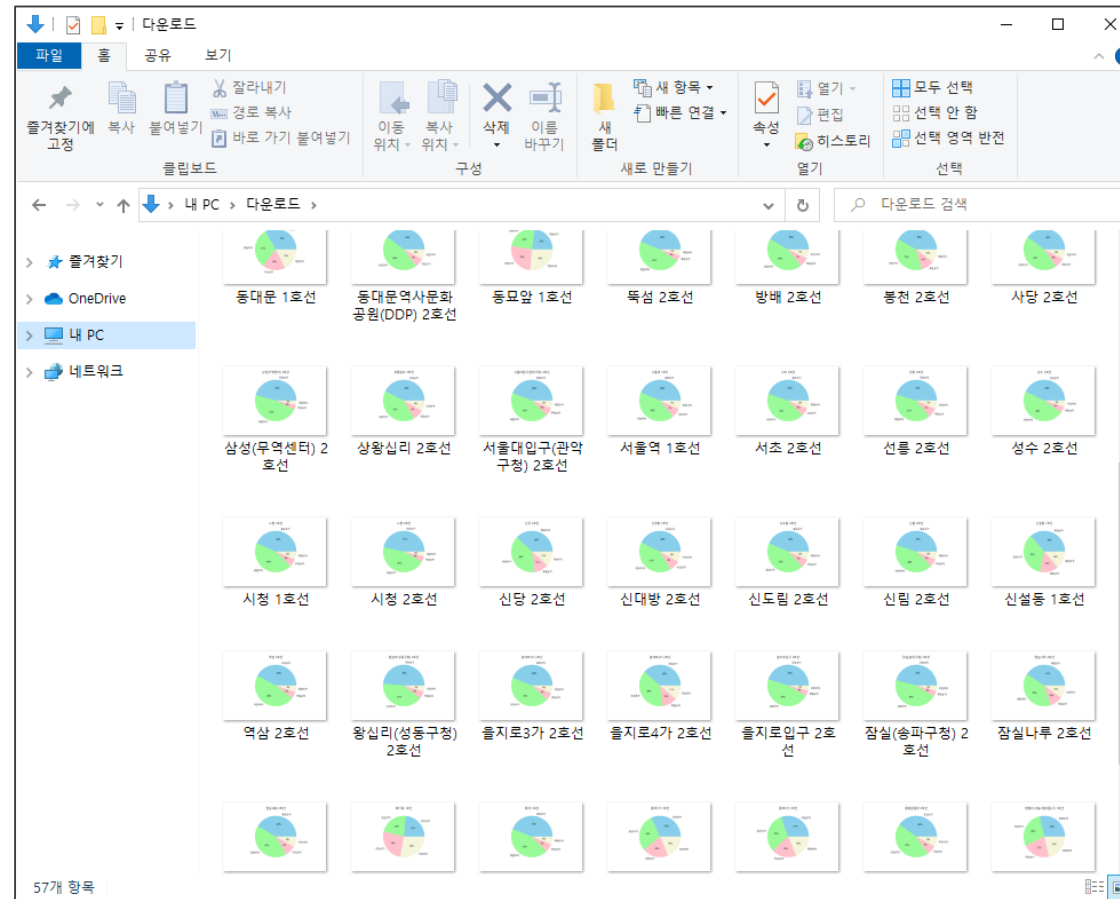 다운로드
파일 홈 공유 보기
즐겨찾기에 고정
복사
붙여넣기
잘라내기
경로 복사
바로 가기 붙여넣기
클립보드
이동 위치
복사 위치
삭제
이름 바꾸기
구성
새 폴더
새 항목
빠른 연결
새로 만들기
속성
열기
편집
히스토리
열기
모두 선택
선택 안 함
선택 영역 반전
선택
내 PC > 다운로드 >
다운로드 검색
즐겨찾기
OneDrive
내 PC
네트워크
동대문 1호선
동대문역사문화
공원(DDP) 2호선
동묘앞 1호선
뚝섬 2호선
방배 2호선
봉천 2호선
사당 2호선
삼성(무역센터) 2
호선
상왕십리 2호선
서울대입구(관악
구청) 2호선
서울역 1호선
서초 2호선
선릉 2호선
성수 2호선
시청 1호선
시청 2호선
신당 2호선
신대방 2호선
신도림 2호선
신림 2호선
신설동 1호선
역삼 2호선
왕십리(성동구청)
2호선
을지로3가 2호선
을지로4가 2호선
을지로입구 2호
선
잠실(송파구청) 2
호선
잠실나루 2호선
57개 항목